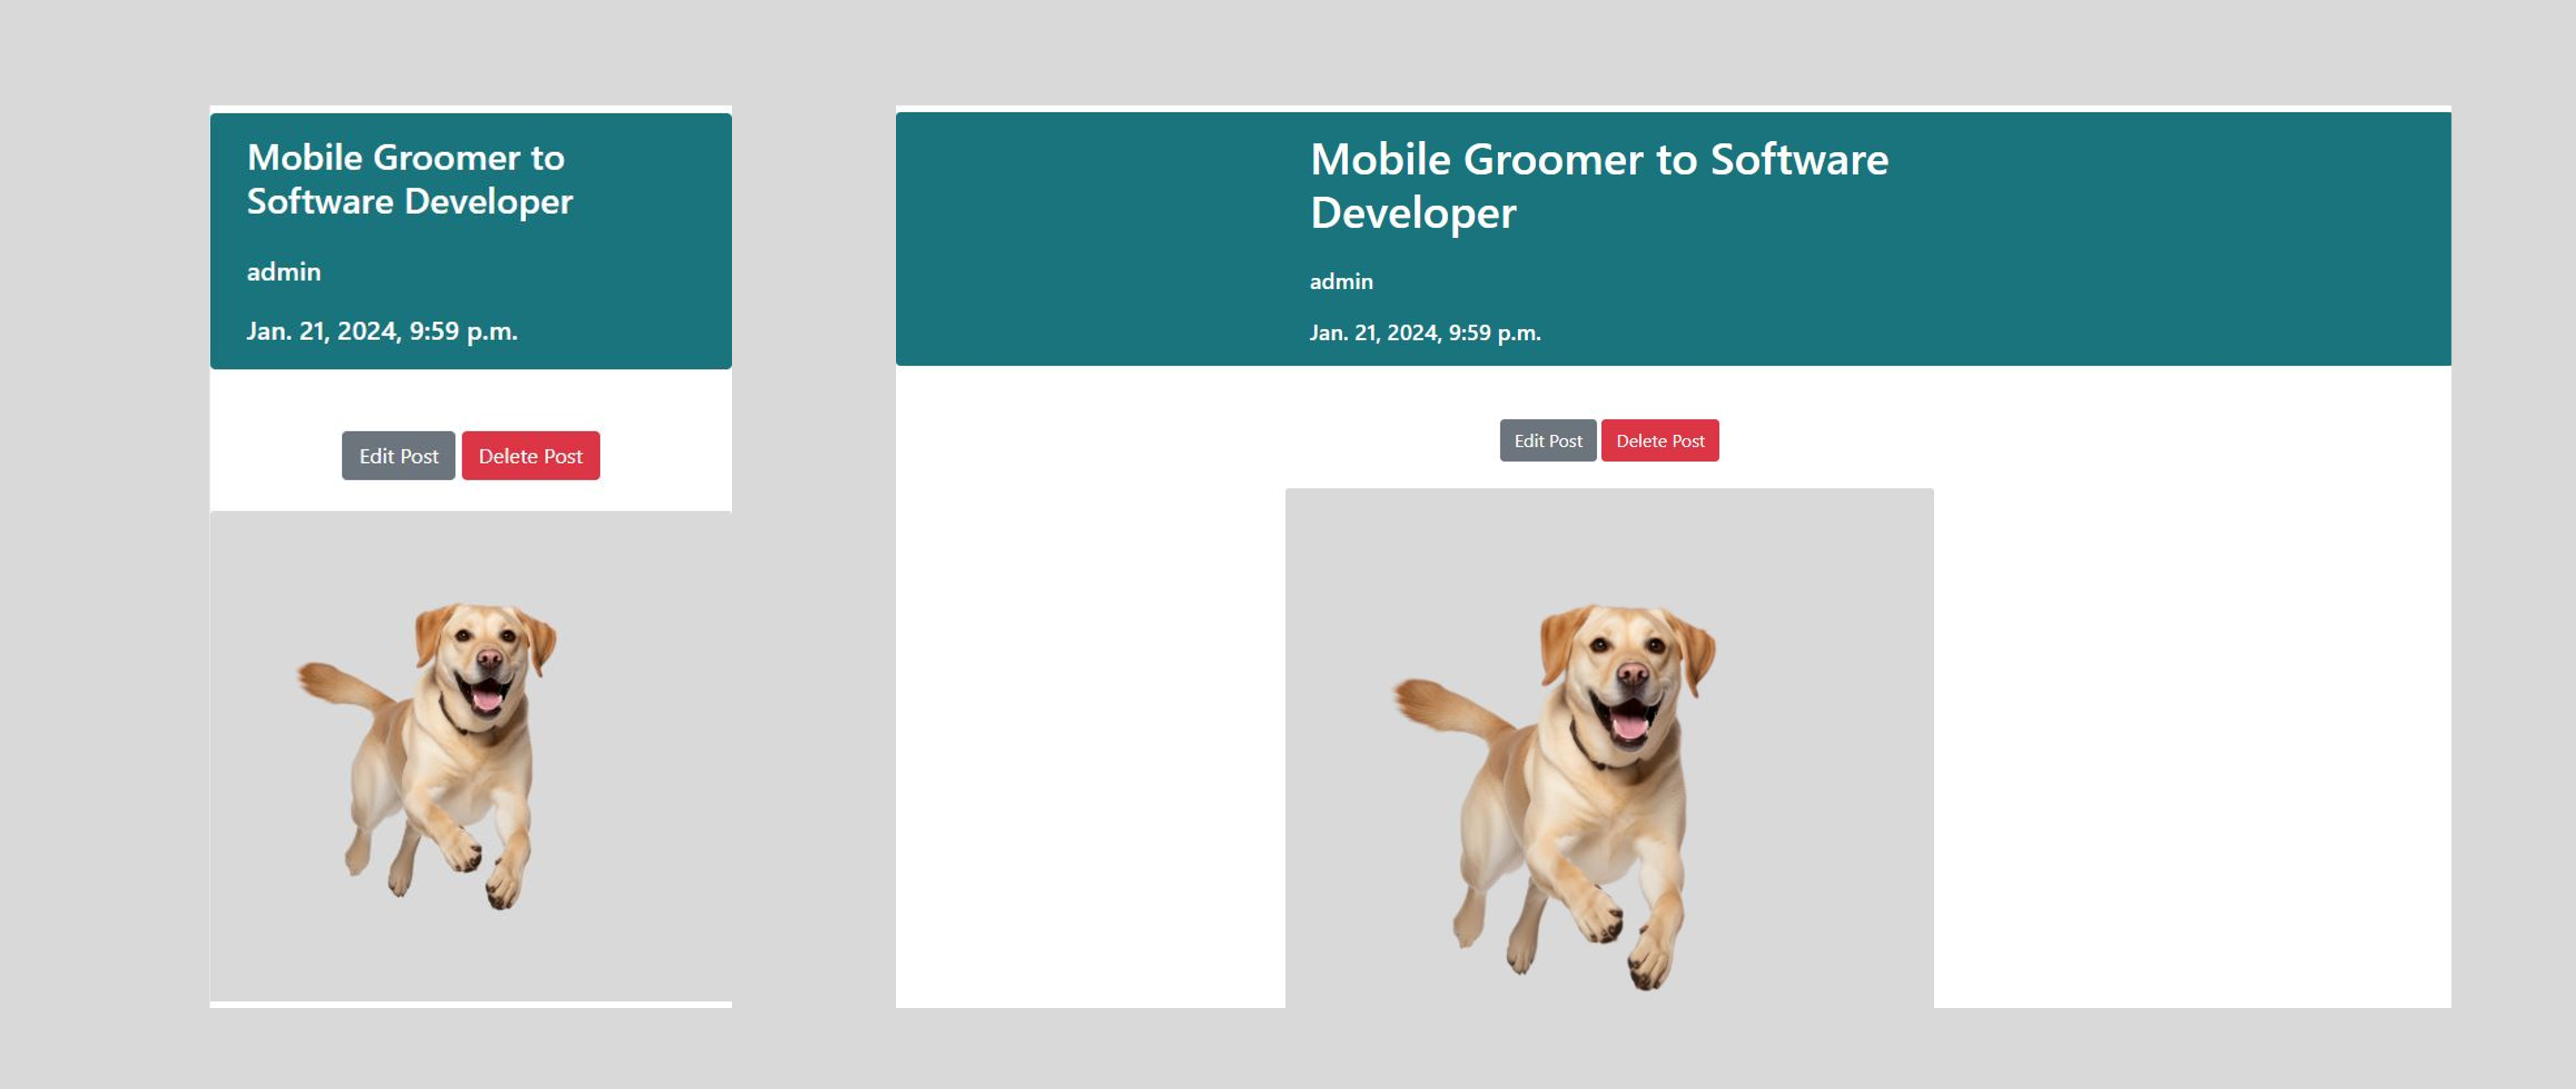 Mobile Groomer to
Software Developer
admin
Jan. 21, 2024, 9:59 p.m.
Edit Post Delete Post
Mobile Groomer to Software
Developer
admin
Jan. 21, 2024, 9:59 p.m.
Edit Post Delete Post